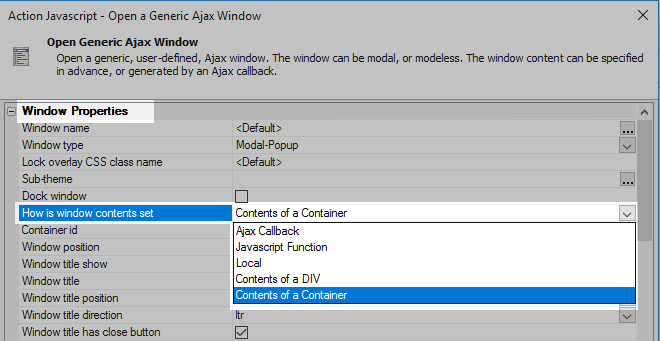 Action Javascript - Open a Generic Ajax Window
Open Generic Ajax Window
Open a generic, user-defined, Ajax window. The window can be modal, or modeless. The window content can be specified
in advance, or generated by an Ajax callback.
Window Properties
Window name <Default> ...
Window type Modal-Popup
Lock overlay CSS class name <Default>
Sub-theme ...
Dock window
How is window contents set Contents of a Container
Container id
Ajax Callback
Window position
Javascript Function
Window title show
Local
Window title
Contents of a DIV
Window title position
Contents of a Container
Window title direction ltr
Window title has close button